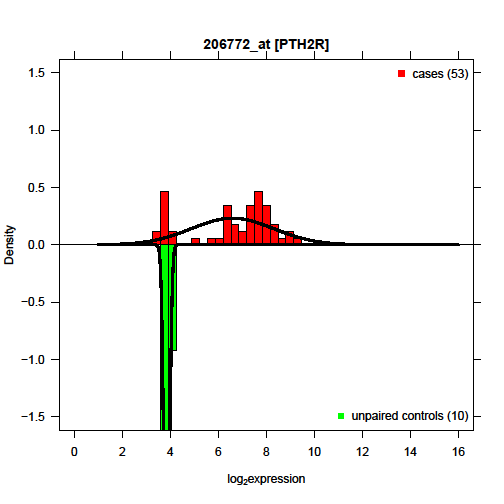 206772_at [PTH2R]
cases (53)
1.5
1.0
0.5
0.0
−0.5
−1.0
−1.5
Density
unpaired controls (10)
0 2 4 6 8 10 12 14 16
log2expression